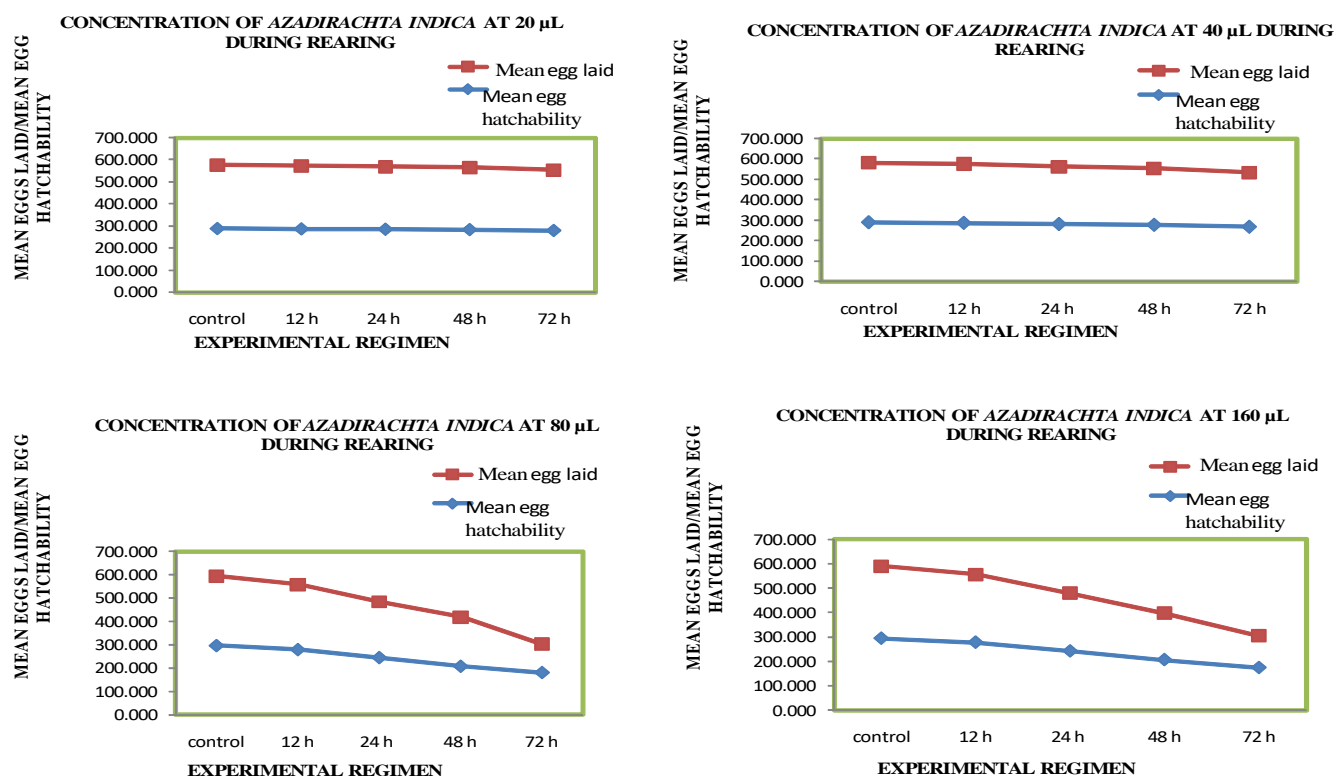 CONCENTRATION OF AZADIRACHTA INDICA AT 20 µL
DURING REARING
MEAN EGGS LAID/MEAN EGG
HATCHABILITY
Mean egg laid
Mean egg
hatchability
700.000
600.000
500.000
400.000
300.000
200.000
100.000
0.000
control 12 h 24 h 48 h 72 h
EXPERIMENTAL REGIMEN
CONCENTRATION OF AZADIRACHTA INDICA AT 40 µL DURING
REARING
MEAN EGGS LAID/MEAN EGG
HATCHABILITY
Mean egg laid
Mean egg
hatchability
700.000
600.000
500.000
400.000
300.000
200.000
100.000
0.000
control 12 h 24 h 48 h 72 h
EXPERIMENTAL REGIMEN
CONCENTRATION OF AZADIRACHTA INDICA AT 80 µL
DURING REARING
MEAN EGGS LAID/MEAN EGG
HATCHABILITY
Mean egg laid
Mean egg
hatchability
700.000
600.000
500.000
400.000
300.000
200.000
100.000
0.000
control 12 h 24 h 48 h 72 h
EXPERIMENTAL REGIMEN
CONCENTRATION OF AZADIRACHTA INDICA AT 160 µL
DURING REARING
MEAN EGGS LAID/MEAN EGG
HATCHABILITY
Mean egg laid
Mean egg
hatchability
700.000
600.000
500.000
400.000
300.000
200.000
100.000
0.000
control 12 h 24 h 48 h 72 h
EXPERIMENTAL REGIMEN